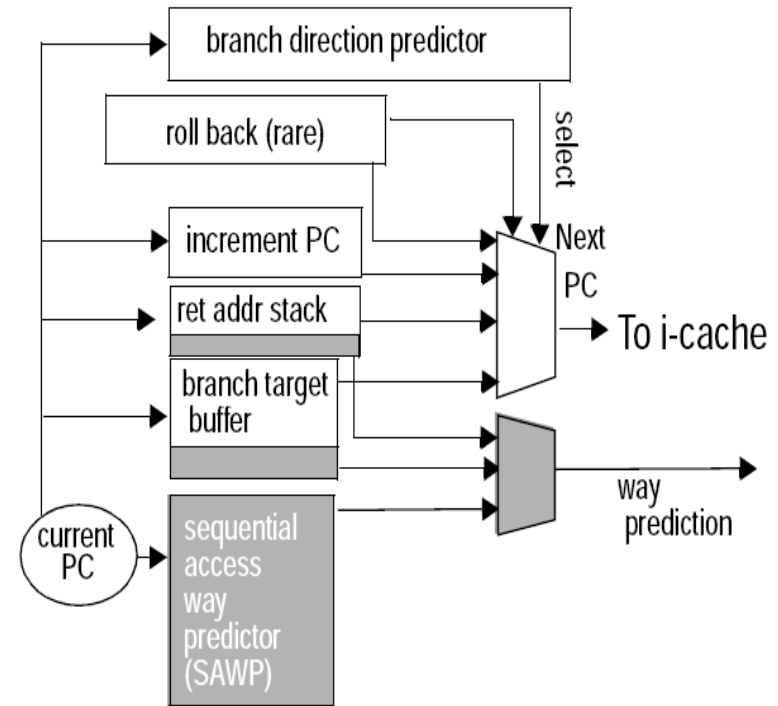 branch direction predictor
roll back (rare)
select
increment PC
Next
PC
ret addr stack
To i-cache
branch target
buffer
way
prediction
current
PC
sequential
access
way
predictor
(SAWP)